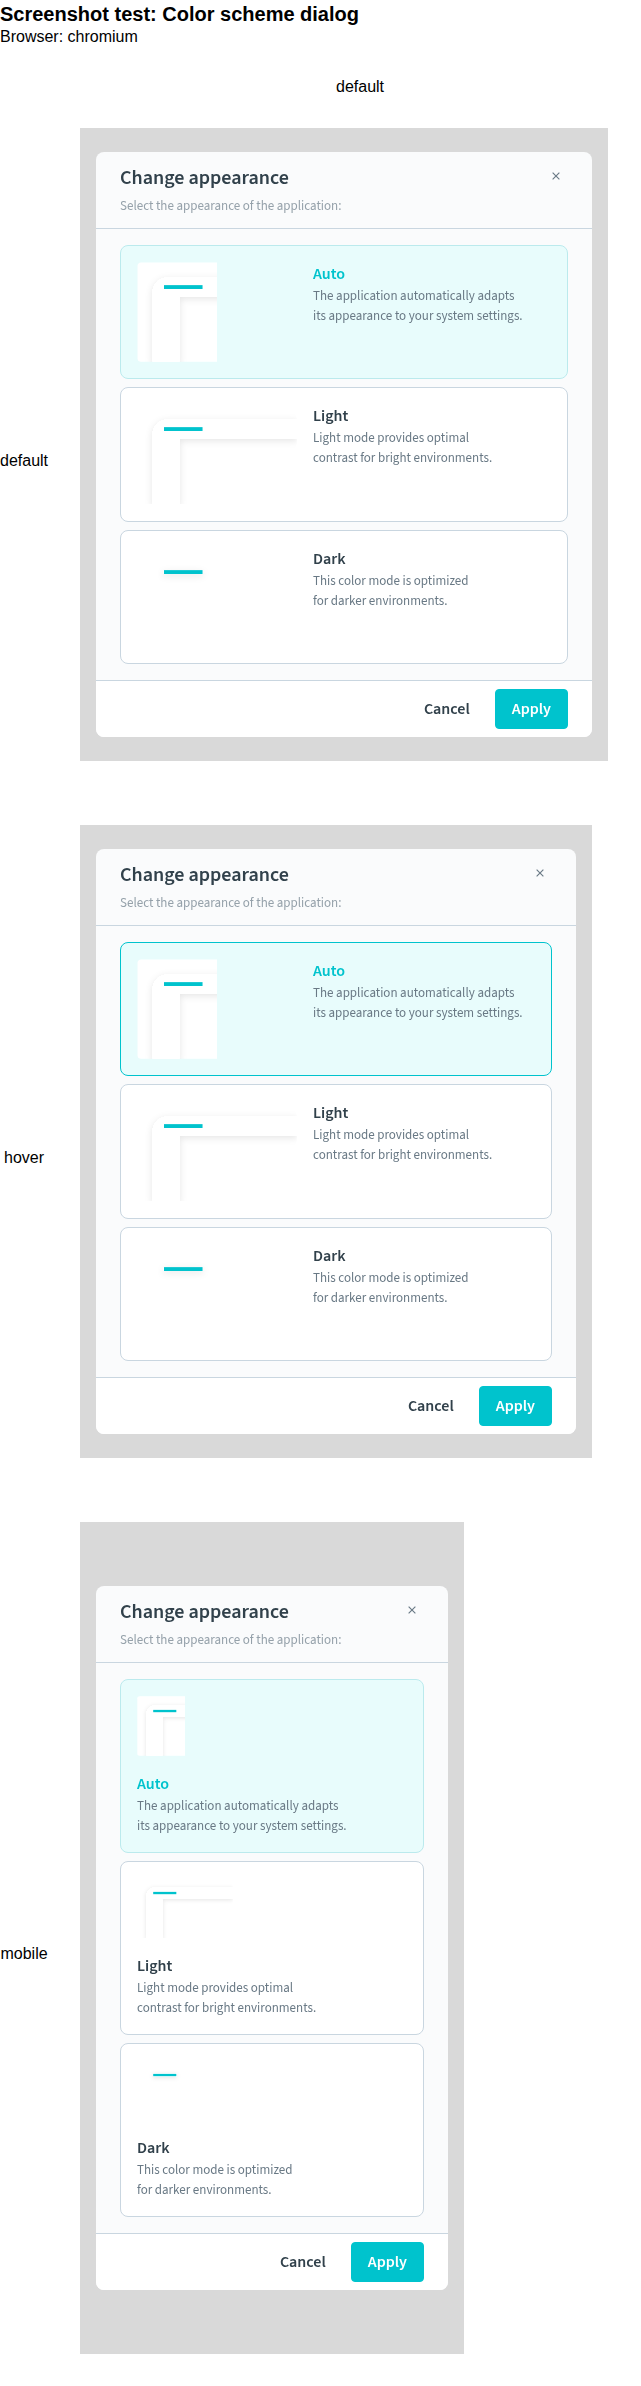 Screenshot test: Color scheme dialog
Browser: chromium
default
default
Change appearance
×
Select the appearance of the application:
Auto
The application automatically adapts
its appearance to your system settings.
Light
Light mode provides optimal
contrast for bright environments.
Dark
This color mode is optimized
for darker environments.
Cancel
Apply
hover
Change appearance
×
Select the appearance of the application:
Auto
The application automatically adapts
its appearance to your system settings.
Light
Light mode provides optimal
contrast for bright environments.
Dark
This color mode is optimized
for darker environments.
Cancel
Apply
mobile
Change appearance
×
Select the appearance of the application:
Auto
The application automatically adapts
its appearance to your system settings.
Light
Light mode provides optimal
contrast for bright environments.
Dark
This color mode is optimized
for darker environments.
Cancel
Apply